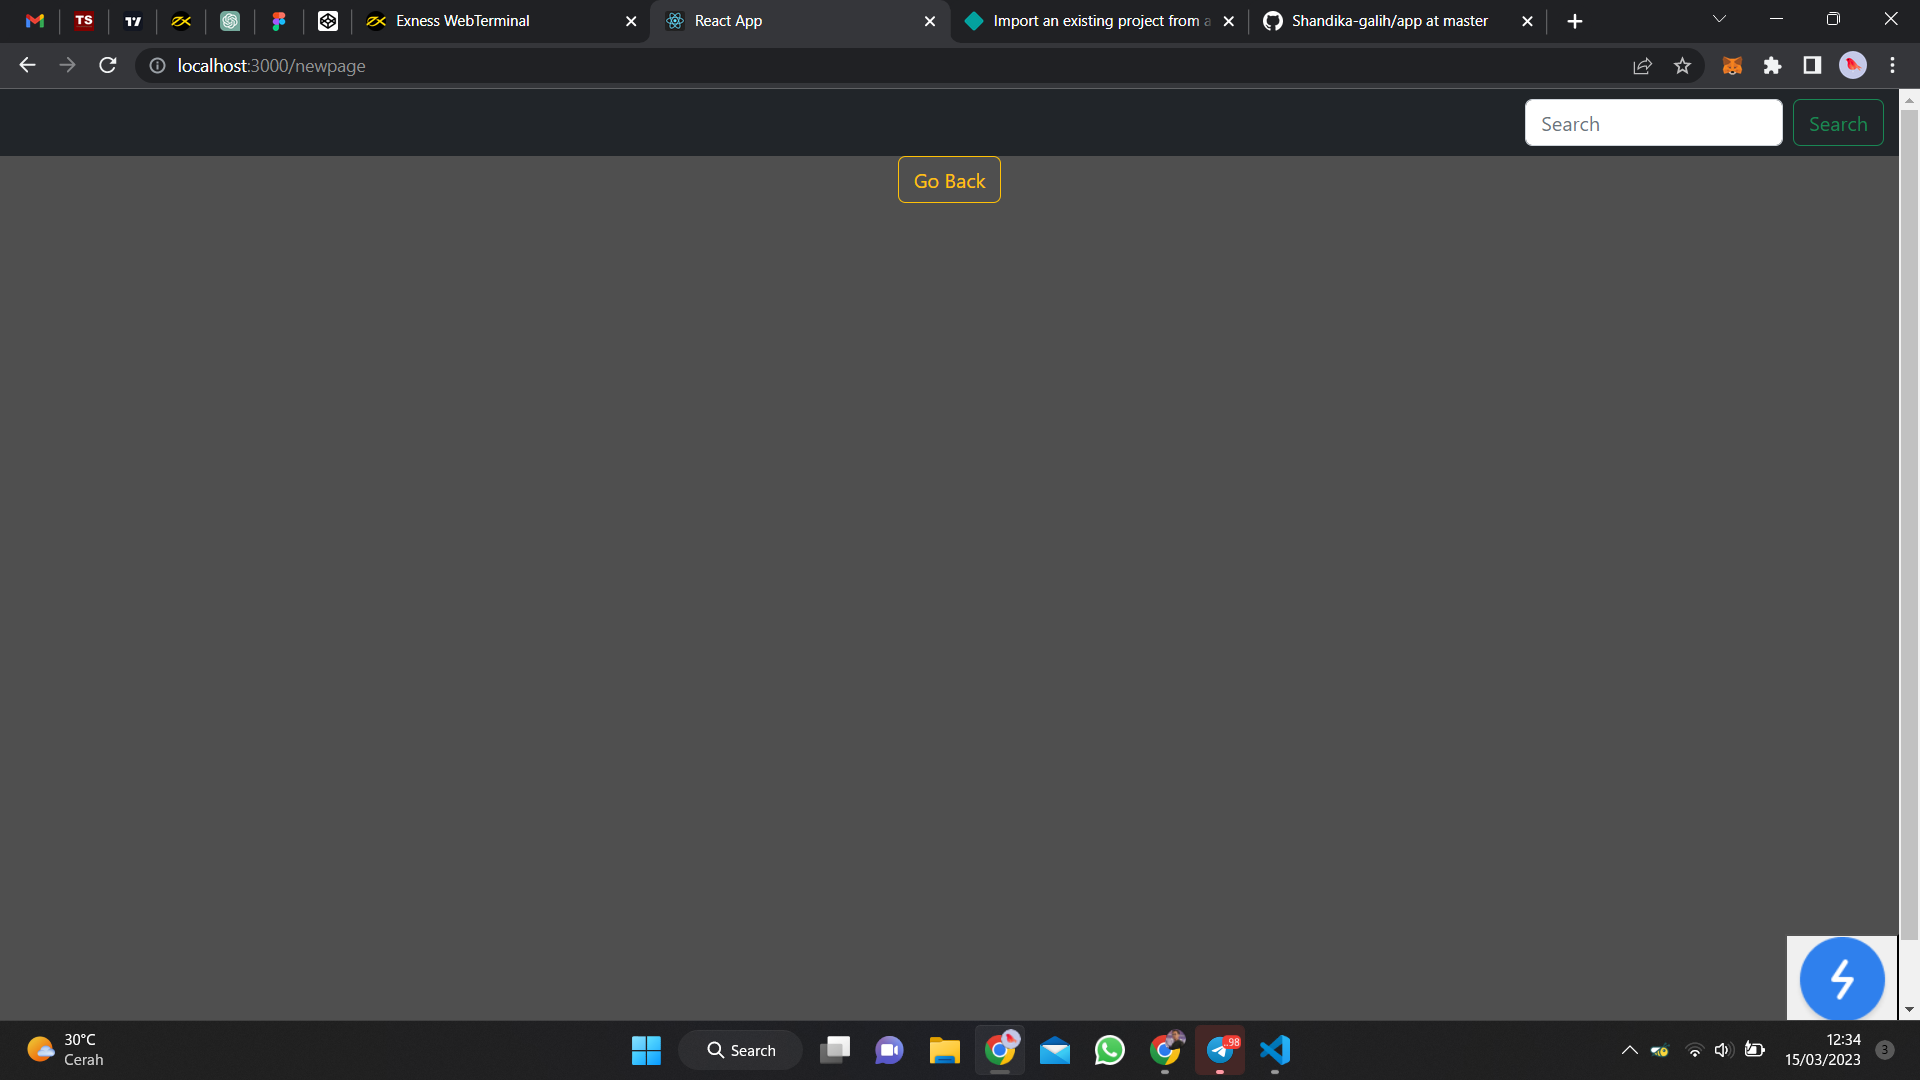 TS
Exness WebTerminal
React App
Import an existing project from a
Shandika-galih/app at master
localhost:3000/newpage
Search
Search
Go Back
30°C
Cerah
Search
98
12:34
15/03/2023
3